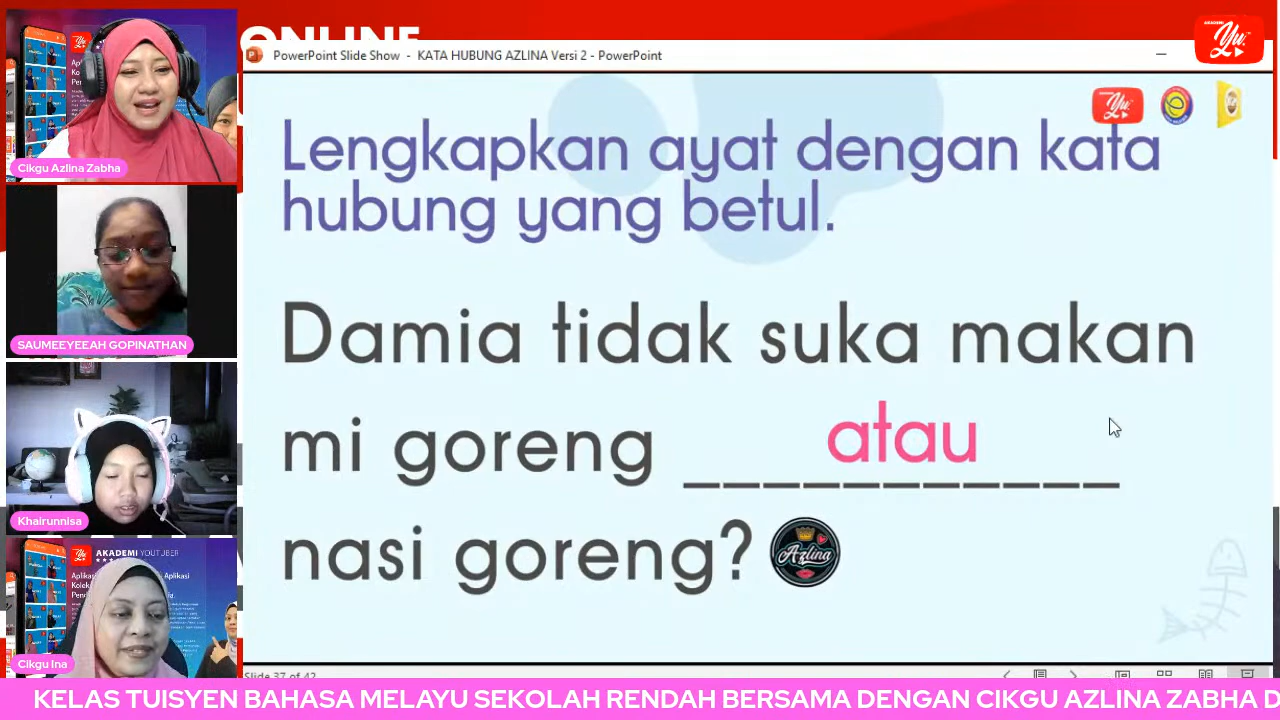 ONLINE
PowerPoint Slide Show - KATA HUBUNG AZLINA Versi 2 - PowerPoint
Lengkapkan ayat dengan kata
hubung yang betul.
Damia tidak suka makan
mi goreng atau
nasi goreng?
Azlina
Slide 37 of 42
Cikgu Azlina Zabha
SAUMEEYEEAH GOPINATHAN
Khairunnisa
AKADEMI YOUTUBER
Cikgu Ina
KELAS TUISYEN BAHASA MELAYU SEKOLAH RENDAH BERSAMA DENGAN CIKGU AZLINA ZABHA D